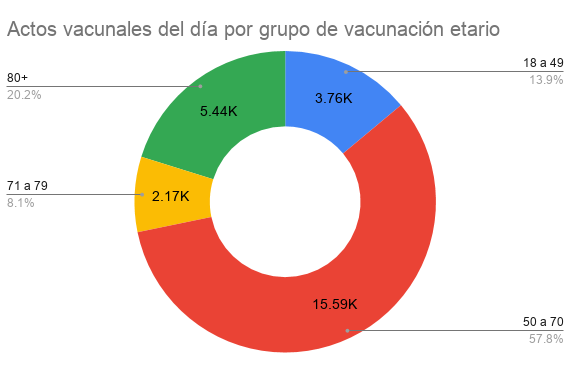 Actos vacunales del día por grupo de vacunación etario
18 a 49
13.9%
80+
20.2%
3.76K
5.44K
71 a 79
8.1%
2.17K
15.59K
50 a 70
57.8%